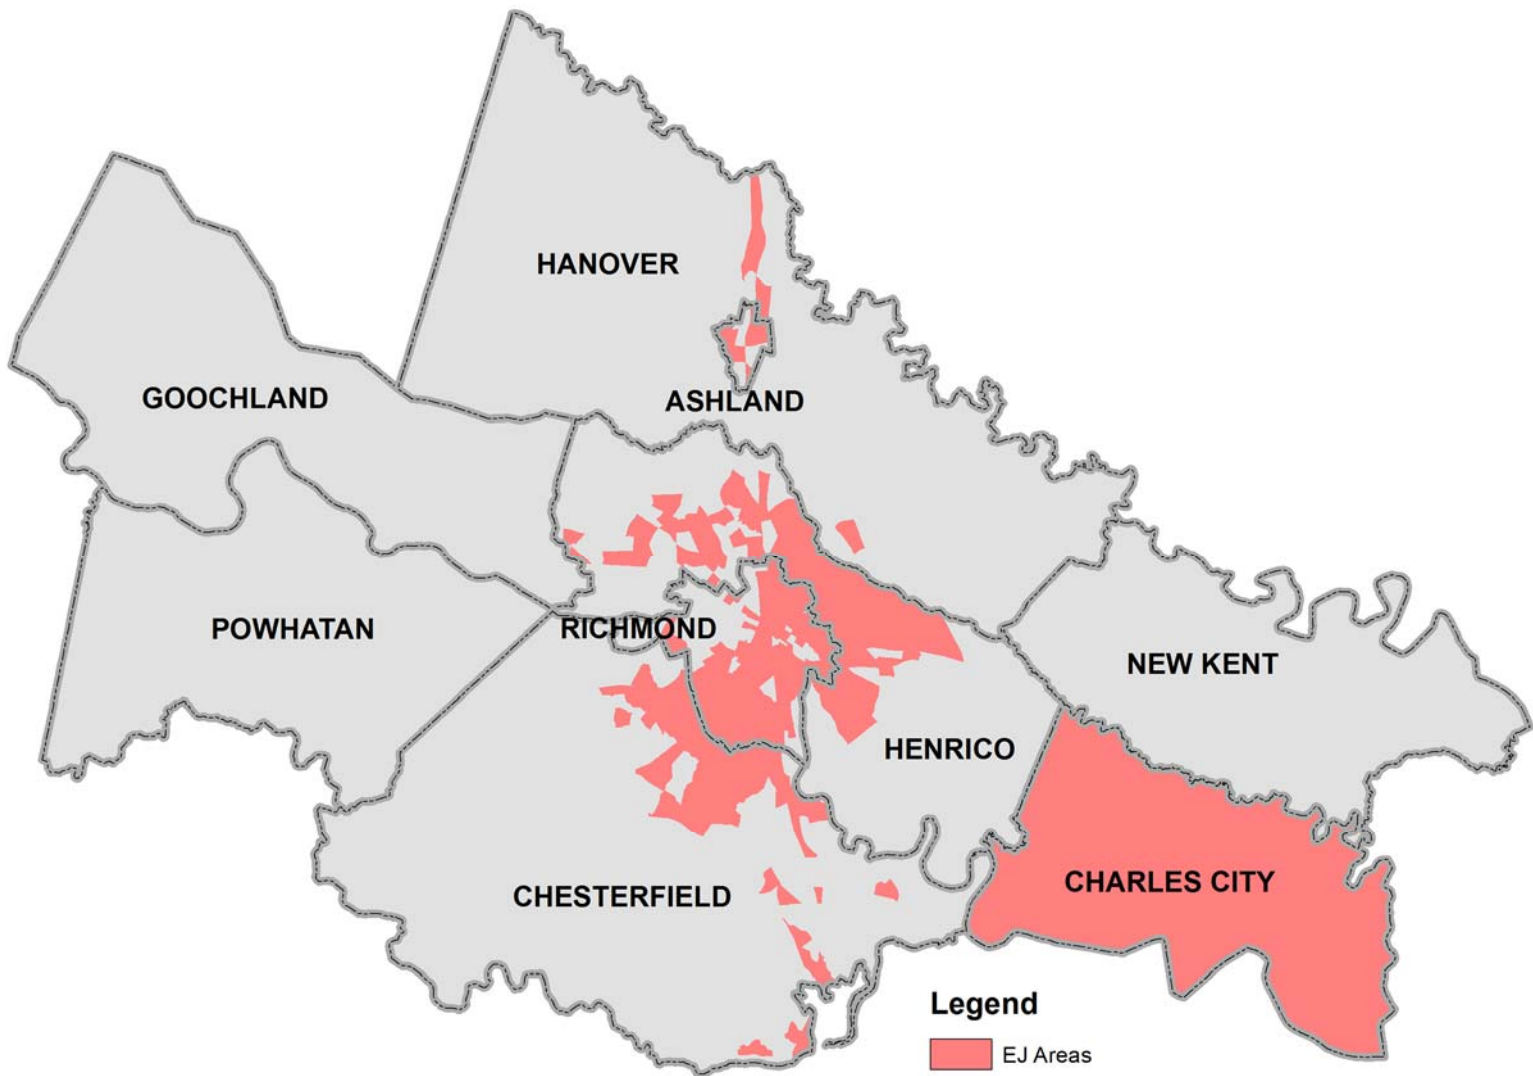 HANOVER
GOOCHLAND
ASHLAND
POWHATAN
RICHMOND
NEW KENT
HENRICO
CHARLES CITY
CHESTERFIELD
Legend
EJ Areas